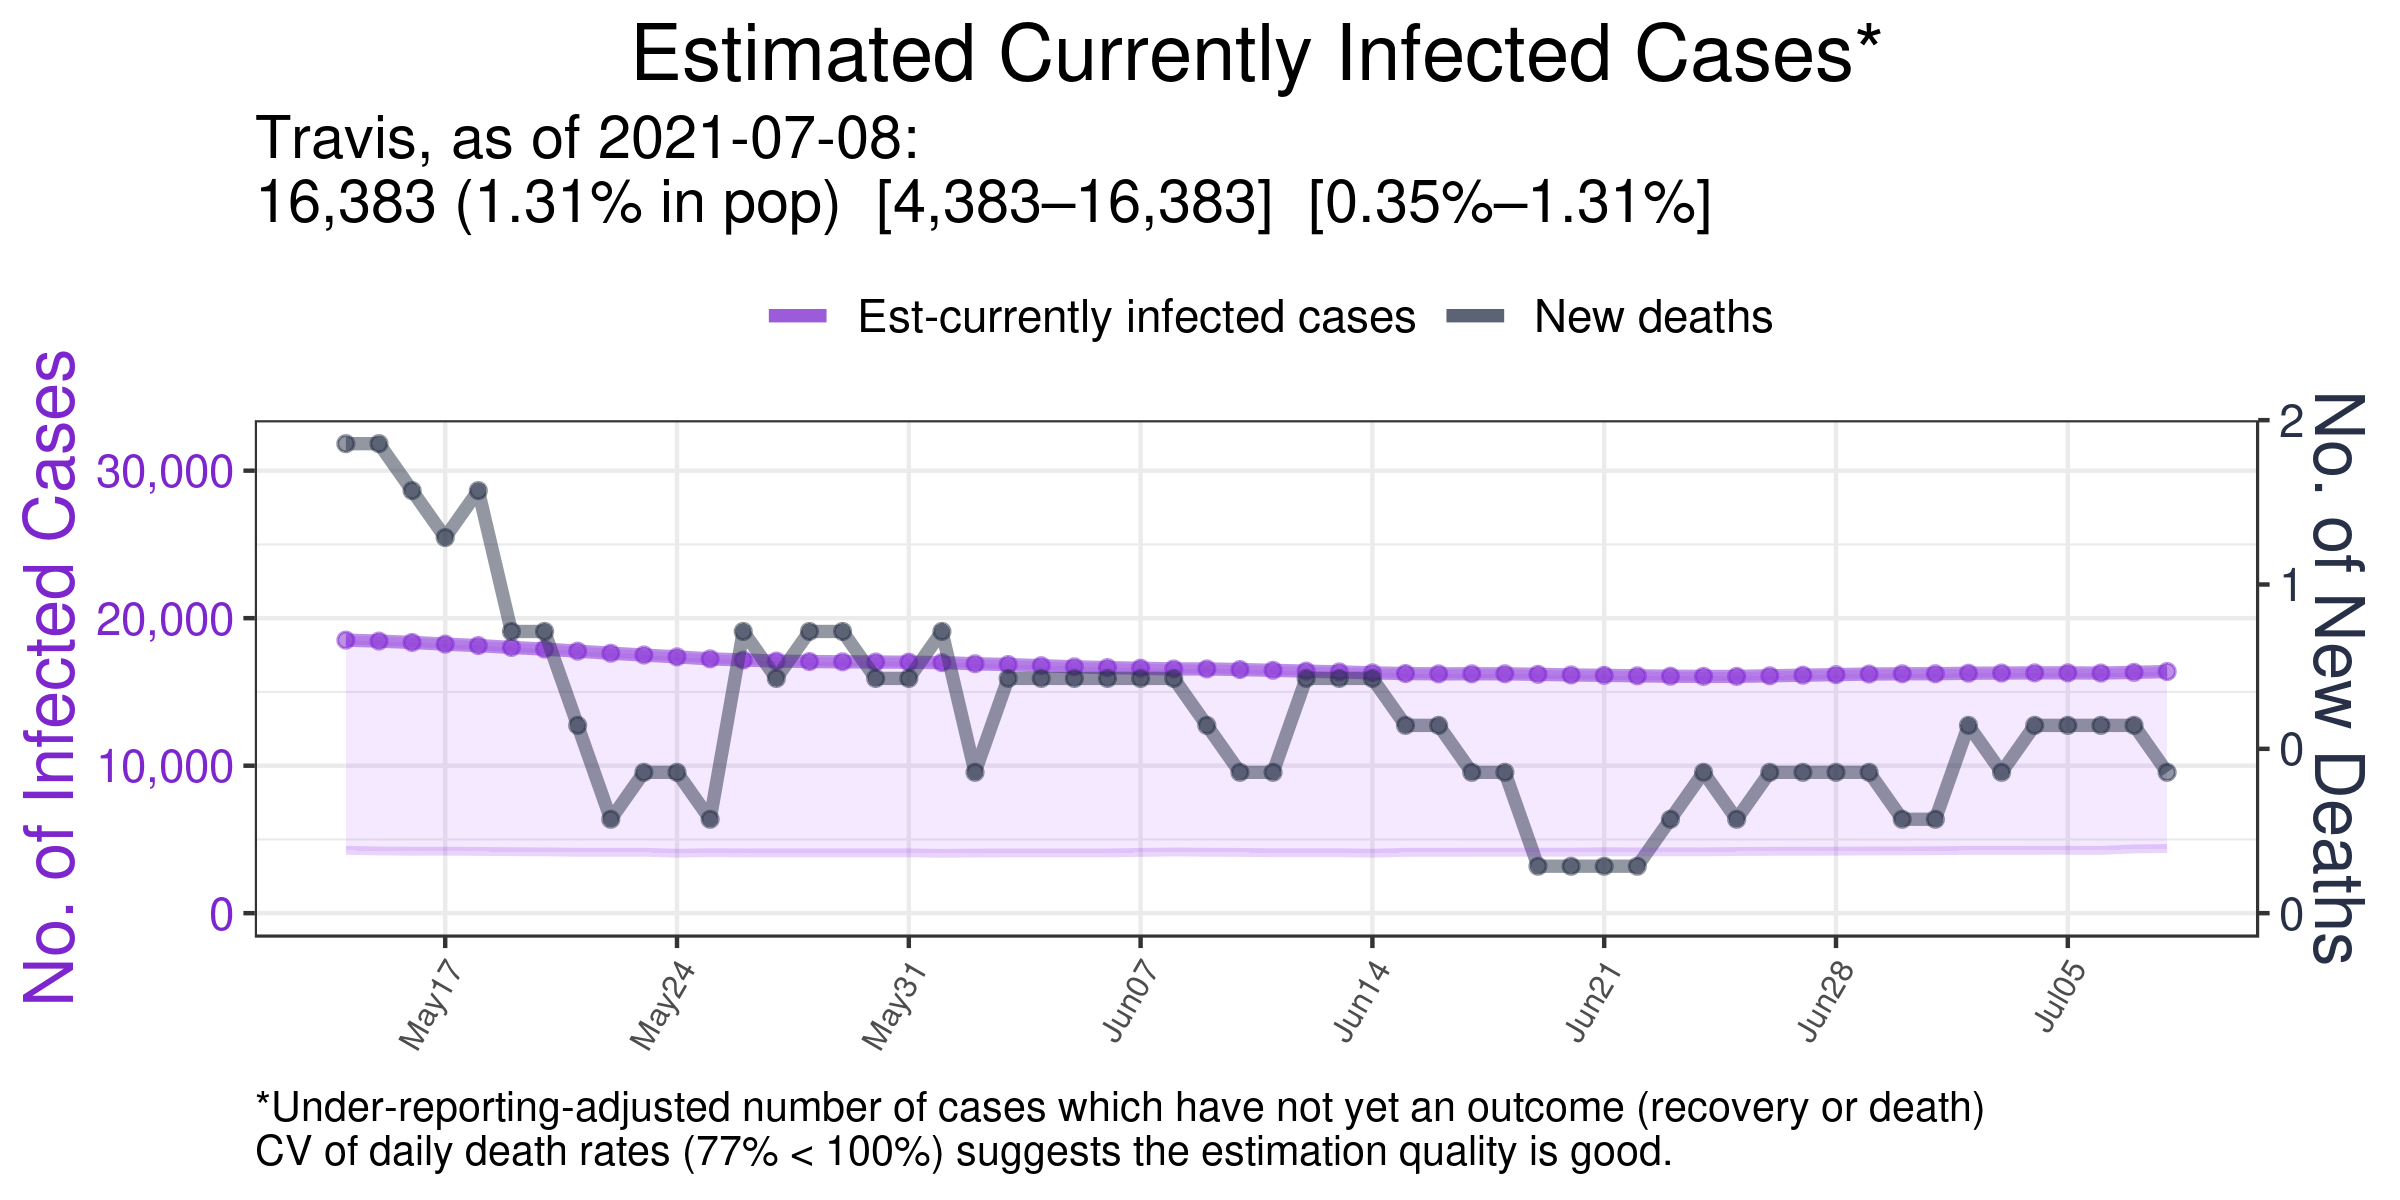 Estimated Currently Infected Cases*
Travis, as of 2021-07-08:
16,383 (1.31% in pop) [4,383–16,383] [0.35%–1.31%]
Est-currently infected cases
New deaths
No. of Infected Cases
30,000
20,000
10,000
0
2
1
0
0
No. of New Deaths
May17
May24
May31
Jun07
Jun14
Jun21
Jun28
Jul05
*Under-reporting-adjusted number of cases which have not yet an outcome (recovery or death)
CV of daily death rates (77% < 100%) suggests the estimation quality is good.